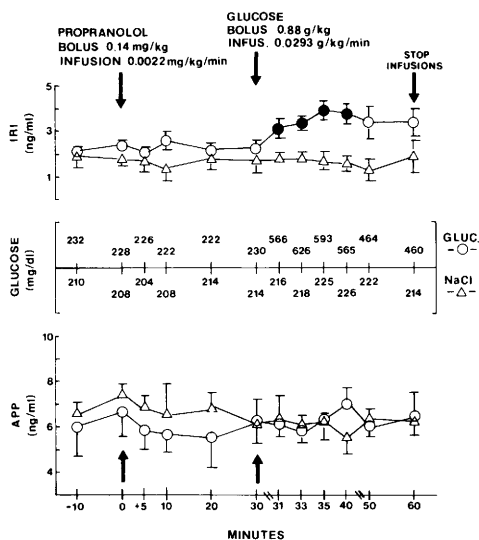 PROPRANOLOL
BOLUS 0.14 mg/kg
INFUSION 0.0022 mg/kg/min
GLUCOSE
BOLUS 0.88 g/kg
INFUS. 0.0293 g/kg/min
STOP
INFUSIONS
IRI
(ng/ml)
5
3
1
GLUCOSE
(mg/dl)
232 228 226 222 222 230 566 626 593 565 464 460
GLUC.
210 208 204 208 214 214 216 218 225 226 222 214
NaCl
APP
(ng/ml)
10
8
6
4
-10 0 +5 10 20 30 31 33 35 40 50 60
MINUTES